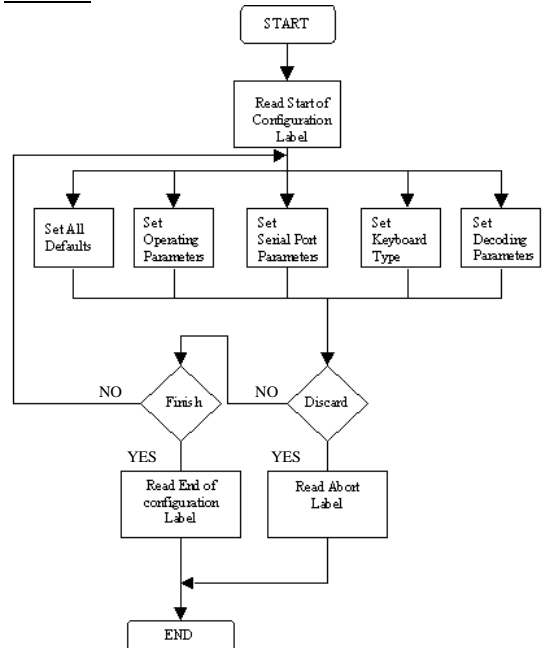 START
Read Start of
Configuration
Label
Set All
Defaults
Set
Operating
Parameters
Set
Serial Port
Parameters
Set
Keyboard
Type
Set
Decoding
Parameters
NO
Finish
NO
Discard
YES
YES
Read End of
configuration
Label
Read Abort
Label
END